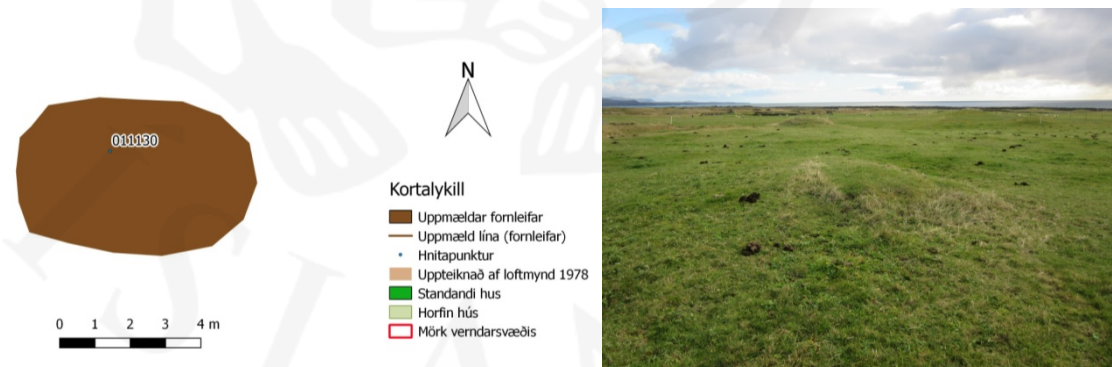 011130
N
Kortalykill
Uppmældar fornleifar
Uppmæld lína (fornleifar)
Hnitapunktur
Uppteiknað af loftmynd 1978
Standandi hus
Horfin hús
Mörk verndarsvæðis
0 1 2 3 4 m